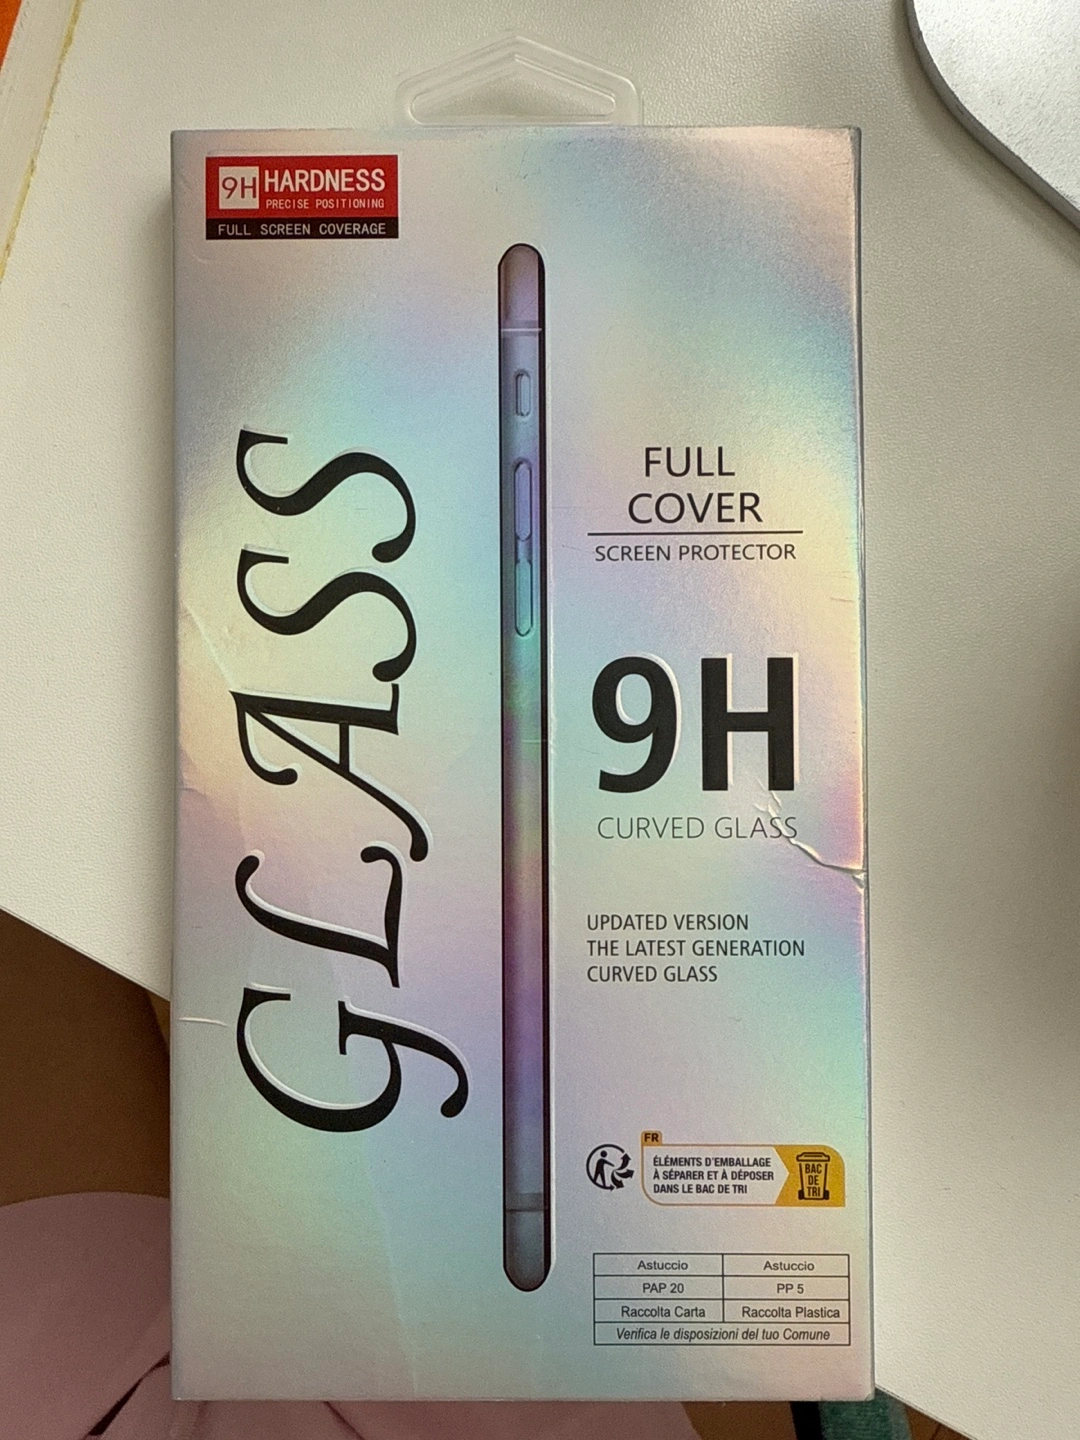 9H HARDNESS
PRECISE POSITIONING
FULL SCREEN COVERAGE
GLASS
FULL
COVER
SCREEN PROTECTOR
9H
CURVED GLASS
UPDATED VERSION
THE LATEST GENERATION
CURVED GLASS
FR
ÉLÉMENTS D'EMBALLAGE
À SÉPARER ET À DÉPOSER
DANS LE BAC DE TRI
BAC
DE
TRI
Astuccio Astuccio
PAP 20 PP 5
Raccolta Carta Raccolta Plastica
Verifica le disposizioni del tuo Comune